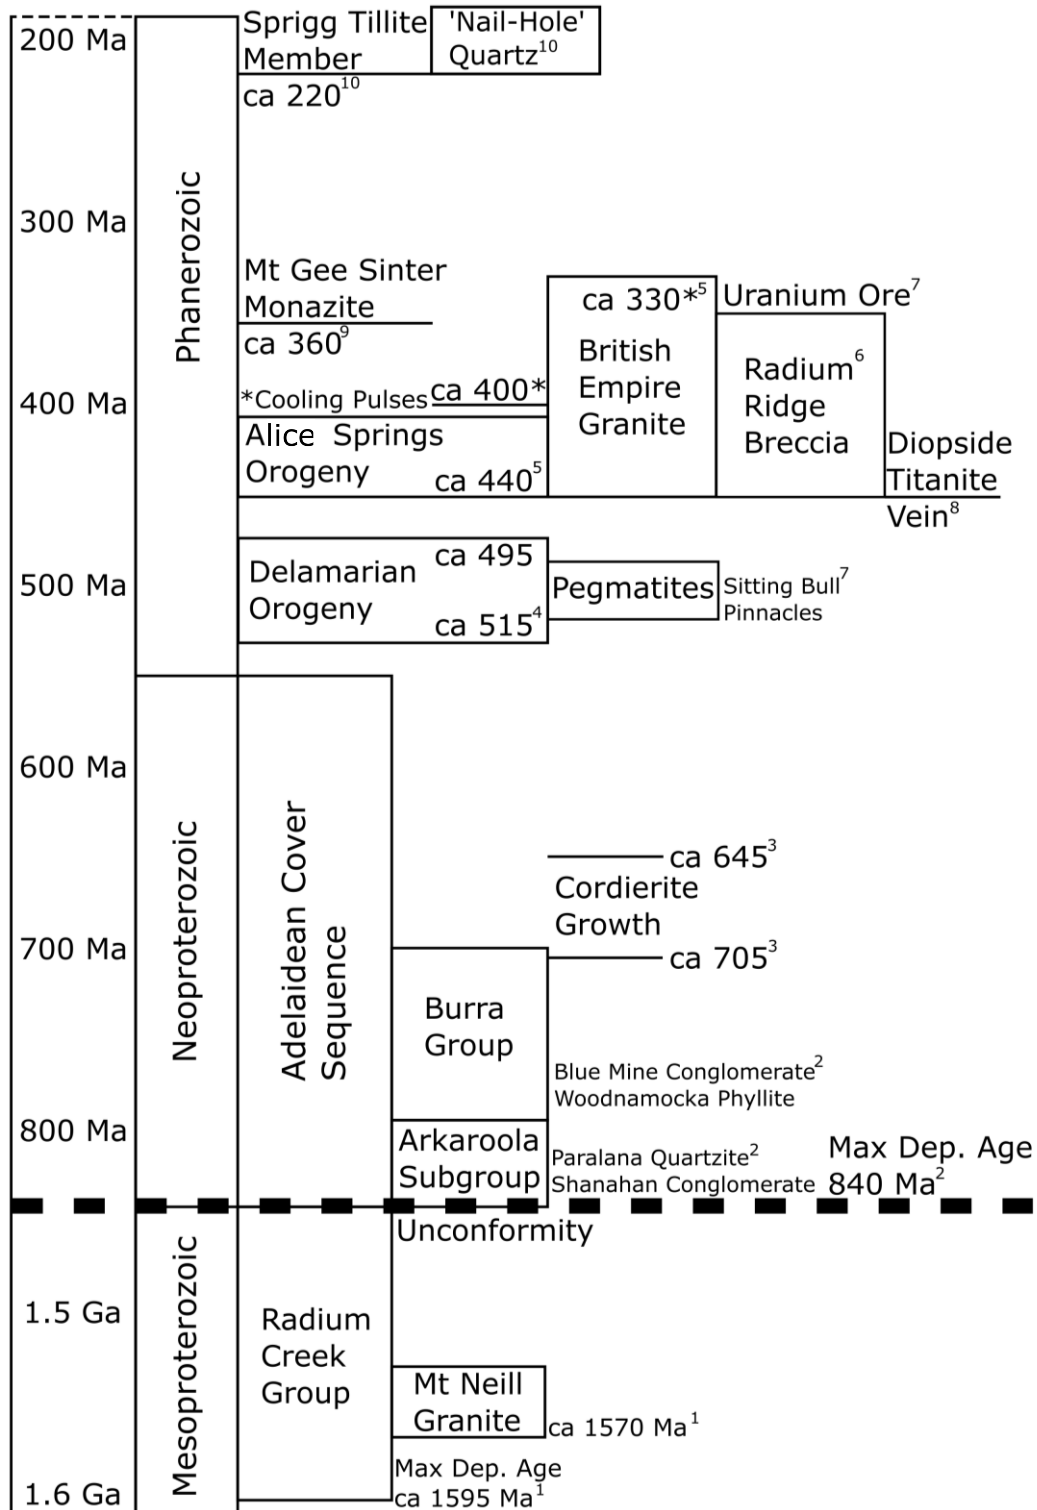 200 Ma
Sprigg Tillite
Member
ca 220¹⁰
'Nail-Hole'
Quartz¹⁰
Phanerozoic
300 Ma
Mt Gee Sinter
Monazite
ca 360⁹
ca 330*⁵
British
Empire
Granite
Uranium Ore⁷
Radium⁶
Ridge
Breccia
400 Ma
*Cooling Pulses
ca 400*
Alice Springs
Orogeny
ca 440⁵
Diopside
Titanite
Vein⁸
500 Ma
Delamarian
Orogeny
ca 495
ca 515⁴
Pegmatites
Sitting Bull⁷
Pinnacles
600 Ma
Neoproterozoic
Adelaidean Cover
Sequence
ca 645³
Cordierite
Growth
ca 705³
700 Ma
Burra
Group
Blue Mine Conglomerate²
Woodnamocka Phyllite
800 Ma
Arkaroola
Subgroup
Paralana Quartzite²
Shanahan Conglomerate
Max Dep. Age
840 Ma²
Unconformity
Mesoproterozoic
1.5 Ga
Radium
Creek
Group
Mt Neill
Granite
ca 1570 Ma¹
Max Dep. Age
ca 1595 Ma¹
1.6 Ga